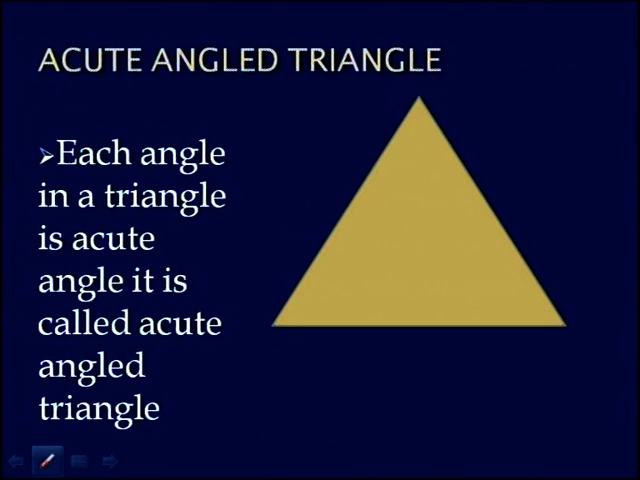 ACUTE ANGLED TRIANGLE
Each angle
in a triangle
is acute
angle it is
called acute
angled
triangle